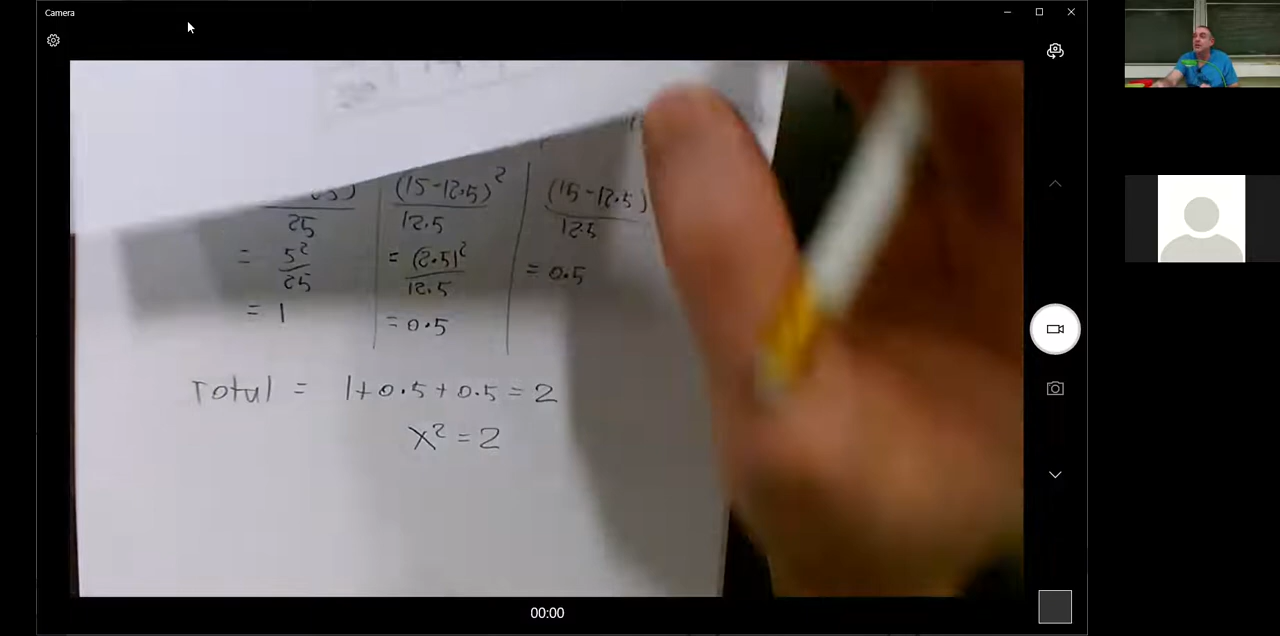 Camera
(15-12.5)² (15-12.5)
25 12.5 12.5
= 5²/25 = (2.5)²/12.5 = 0.5
= 1 = 0.5
Total = 1+0.5+0.5=2
X²=2
00:00